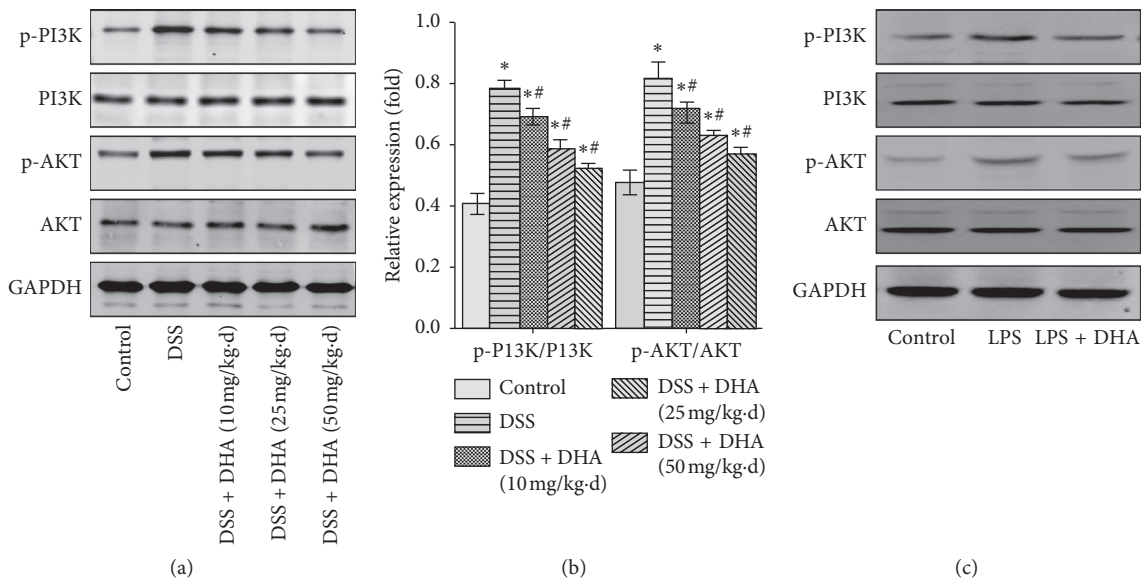 p-PI3K
PI3K
p-AKT
AKT
GAPDH
Control
DSS
DSS + DHA (10 mg/kg·d)
DSS + DHA (25 mg/kg·d)
DSS + DHA (50 mg/kg·d)
(a)
Relative expression (fold)
1.0
0.8
0.6
0.4
0.2
0.0
*
*#
*#
*#
*
*#
*#
*#
p-P13K/P13K
p-AKT/AKT
Control
DSS
DSS + DHA
(10 mg/kg·d)
DSS + DHA
(25 mg/kg·d)
DSS + DHA
(50 mg/kg·d)
(b)
p-PI3K
PI3K
p-AKT
AKT
GAPDH
Control LPS LPS + DHA
(c)